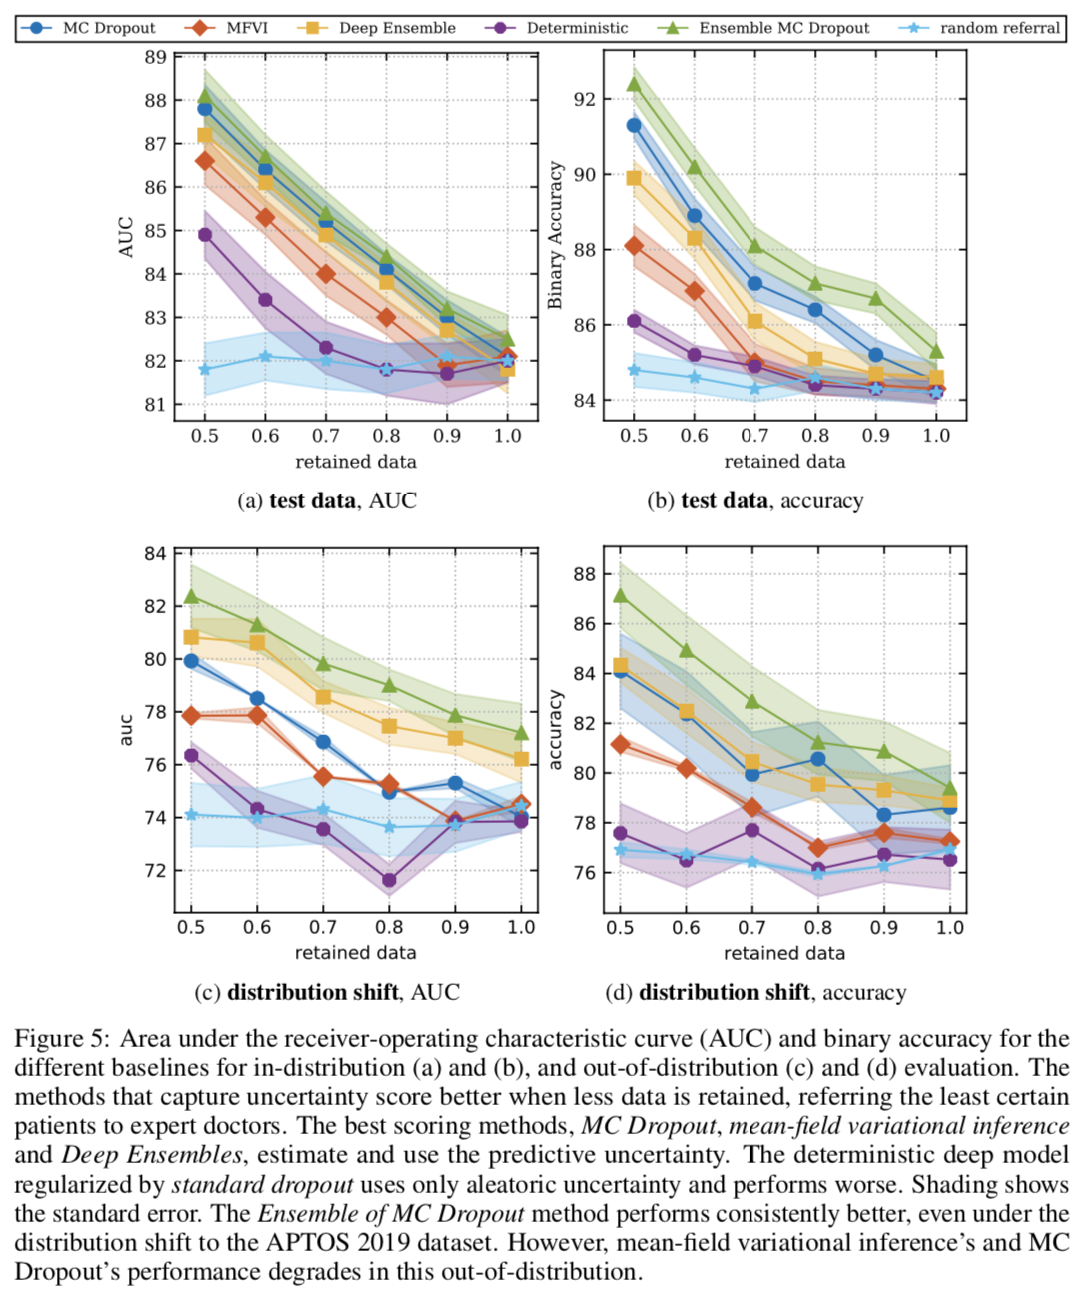 MC Dropout MFVI Deep Ensemble Deterministic Ensemble MC Dropout random referral
89
88
87
86
85
84
83
82
81
AUC
0.5 0.6 0.7 0.8 0.9 1.0
retained data
(a) test data, AUC
92
90
88
86
84
Binary Accuracy
0.5 0.6 0.7 0.8 0.9 1.0
retained data
(b) test data, accuracy
84
82
80
78
76
74
72
auc
0.5 0.6 0.7 0.8 0.9 1.0
retained data
(c) distribution shift, AUC
88
86
84
82
80
78
76
accuracy
0.5 0.6 0.7 0.8 0.9 1.0
retained data
(d) distribution shift, accuracy
Figure 5: Area under the receiver-operating characteristic curve (AUC) and binary accuracy for the
different baselines for in-distribution (a) and (b), and out-of-distribution (c) and (d) evaluation. The
methods that capture uncertainty score better when less data is retained, referring the least certain
patients to expert doctors. The best scoring methods, MC Dropout, mean-field variational inference
and Deep Ensembles, estimate and use the predictive uncertainty. The deterministic deep model
regularized by standard dropout uses only aleatoric uncertainty and performs worse. Shading shows
the standard error. The Ensemble of MC Dropout method performs consistently better, even under the
distribution shift to the APTOS 2019 dataset. However, mean-field variational inference's and MC
Dropout's performance degrades in this out-of-distribution.